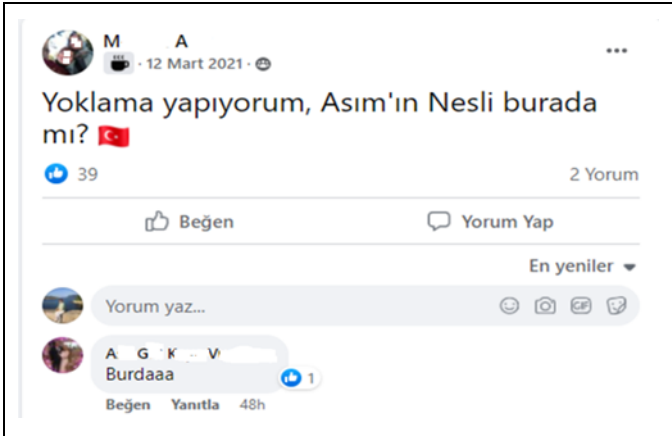 M A
12 Mart 2021 ·
Yoklama yapıyorum, Asım'ın Nesli burada
mı? 🇹🇷
39
2 Yorum
Beğen
Yorum Yap
En yeniler
Yorum yaz...
GIF
A G K V
Burdaaa
1
Beğen Yanıtla 48h